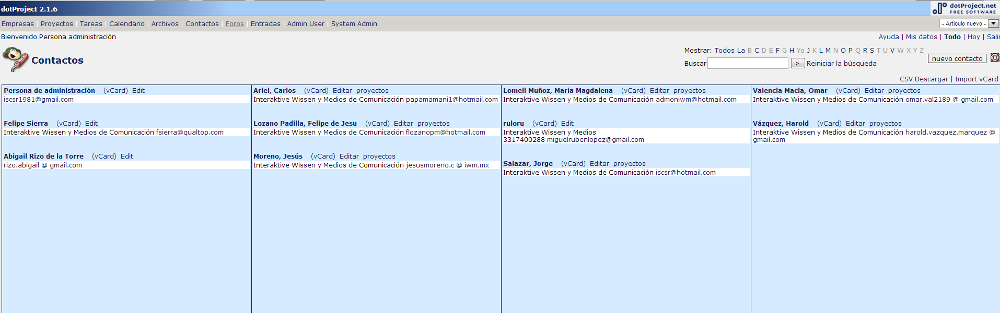 dotProject 2.1.6
dotProject.net
FREE SOFTWARE
Empresas | Proyectos | Tareas | Calendario | Archivos | Contactos | Foros | Entradas | Admin User | System Admin
- Artículo nuevo -
Bienvenido Persona administración
Ayuda | Mis datos | Todo | Hoy | Salir
Contactos
Mostrar: Todos La B C D E F G H Yo J K L M N O P Q R S T U V W X Y Z
Buscar > Reiniciar la búsqueda
nuevo contacto
CSV Descargar | Import vCard
Persona de administración (vCard) Edit
iscsr1981@gmail.com
Felipe Sierra (vCard) Edit
Interaktive Wissen y Medios de Comunicación fsierra@qualtop.com
Abigail Rizo de la Torre (vCard) Edit
rizo.abigail @ gmail.com
Ariel, Carlos (vCard) Editar proyectos
Interaktive Wissen y Medios de Comunicación papamamani1@hotmail.com
Lozano Padilla, Felipe de Jesu (vCard) Editar proyectos
Interaktive Wissen y Medios de Comunicación flozanopm@hotmail.com
Moreno, Jesús (vCard) Editar proyectos
Interaktive Wissen y Medios de Comunicación jesusmoreno.c @ iwm.mx
Lomeli Muñoz, María Magdalena (vCard) Editar proyectos
Interaktive Wissen y Medios de Comunicación admoniwm@hotmail.com
ruloru (vCard) Edit
Interaktive Wissen y Medios
3317400288 miguelrubenlopez@gmail.com
Salazar, Jorge (vCard) Editar proyectos
Interaktive Wissen y Medios de Comunicación iscsr@hotmail.com
Valencia Macia, Omar (vCard) Editar proyectos
Interaktive Wissen y Medios de Comunicación omar.val2189 @ gmail.com
Vázquez, Harold (vCard) Editar proyectos
Interaktive Wissen y Medios de Comunicación harold.vazquez.marquez @
gmail.com